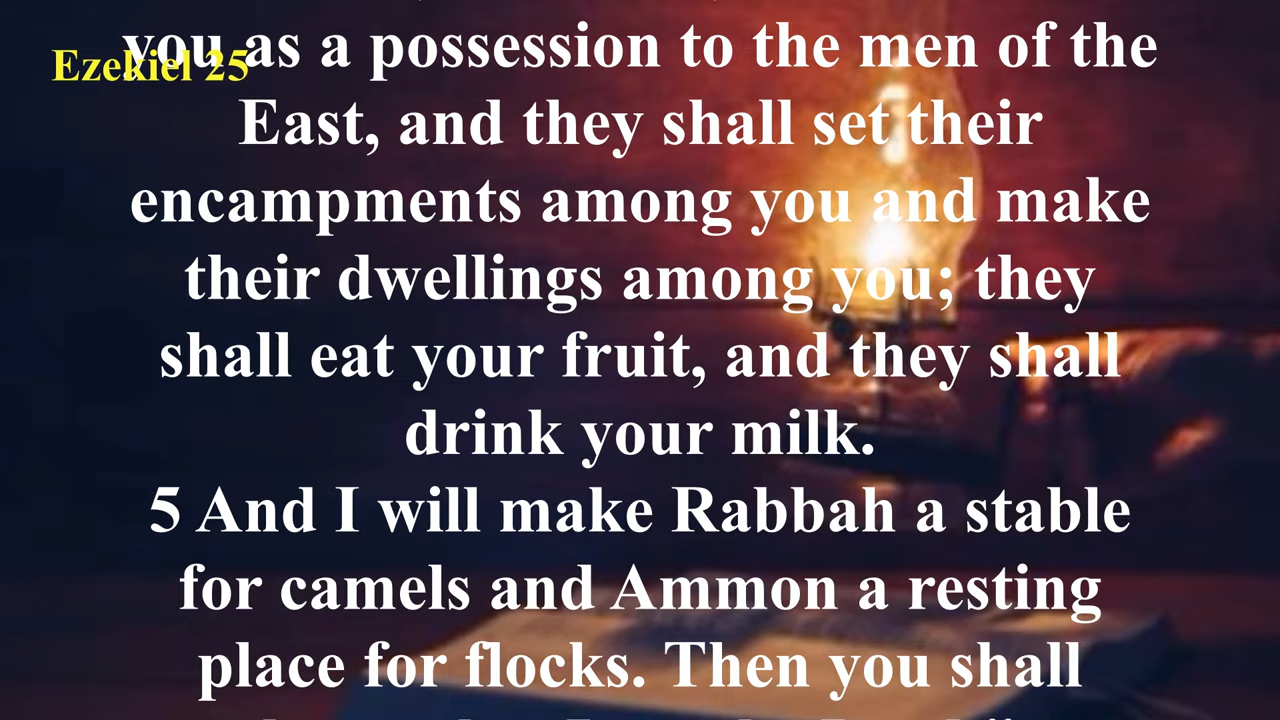 Ezekiel 25
you as a possession to the men of the
East, and they shall set their
encampments among you and make
their dwellings among you; they
shall eat your fruit, and they shall
drink your milk.
5 And I will make Rabbah a stable
for camels and Ammon a resting
place for flocks. Then you shall